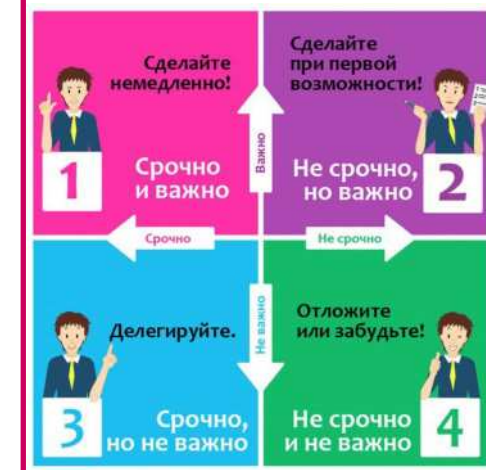 Сделайте
немедленно!
1
Срочно
и важно
Сделайте
при первой
возможности!
Не срочно,
но важно
2
Важно
Срочно
Не срочно
Не важно
Делегируйте.
3
Срочно,
но не важно
Отложите
или забудьте!
Не срочно
и не важно
4